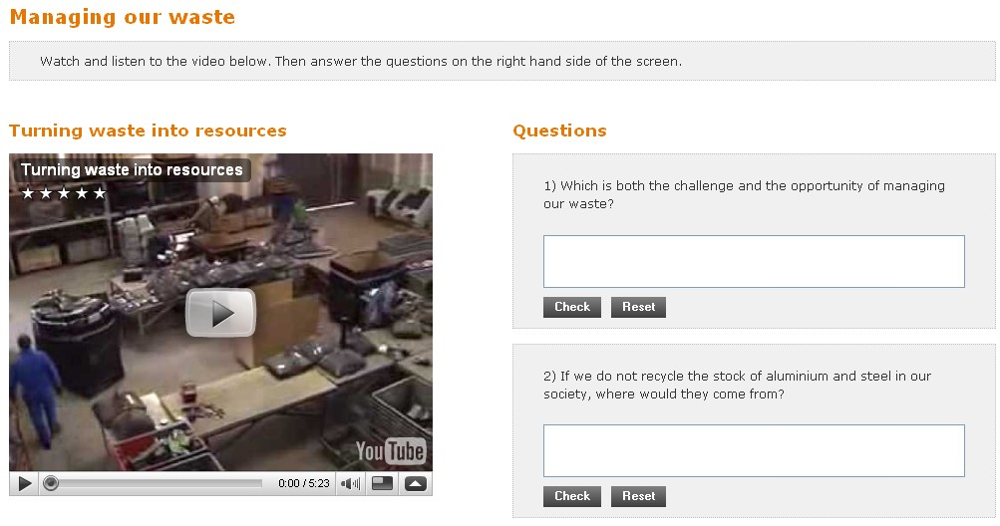 Managing our waste
Watch and listen to the video below. Then answer the questions on the right hand side of the screen.
Turning waste into resources
Turning waste into resources
YouTube
0:00 / 5:23
Questions
1) Which is both the challenge and the opportunity of managing
our waste?
Check Reset
2) If we do not recycle the stock of aluminium and steel in our
society, where would they come from?
Check Reset